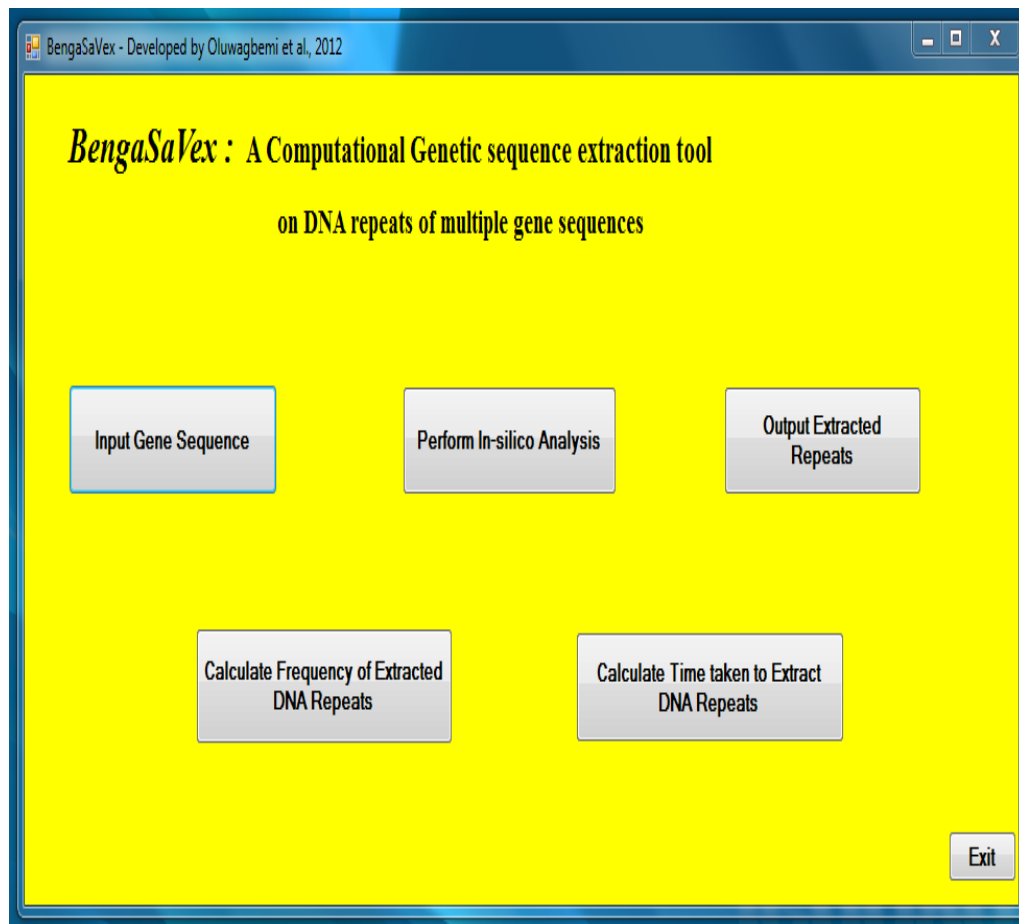 BengaSaVex - Developed by Oluwagbemi et al., 2012
X
BengaSaVex : A Computational Genetic sequence extraction tool
on DNA repeats of multiple gene sequences
Input Gene Sequence
Perform In-silico Analysis
Output Extracted
Repeats
Calculate Frequency of Extracted
DNA Repeats
Calculate Time taken to Extract
DNA Repeats
Exit